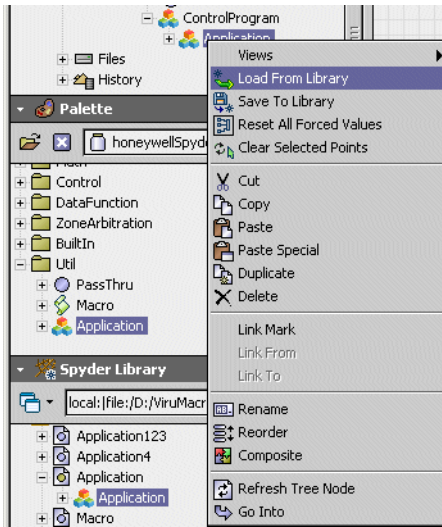 ControlProgram
Application
Files
History
Palette
honeywellSpyd
Math
Control
DataFunction
ZoneArbitration
BuiltIn
Util
PassThru
Macro
Application
Spyder Library
local:|file:/D:/ViruMacr
Application123
Application4
Application
Application
Macro
Views
Load From Library
Save To Library
Reset All Forced Values
Clear Selected Points
Cut
Copy
Paste
Paste Special
Duplicate
Delete
Link Mark
Link From
Link To
Rename
Reorder
Composite
Refresh Tree Node
Go Into